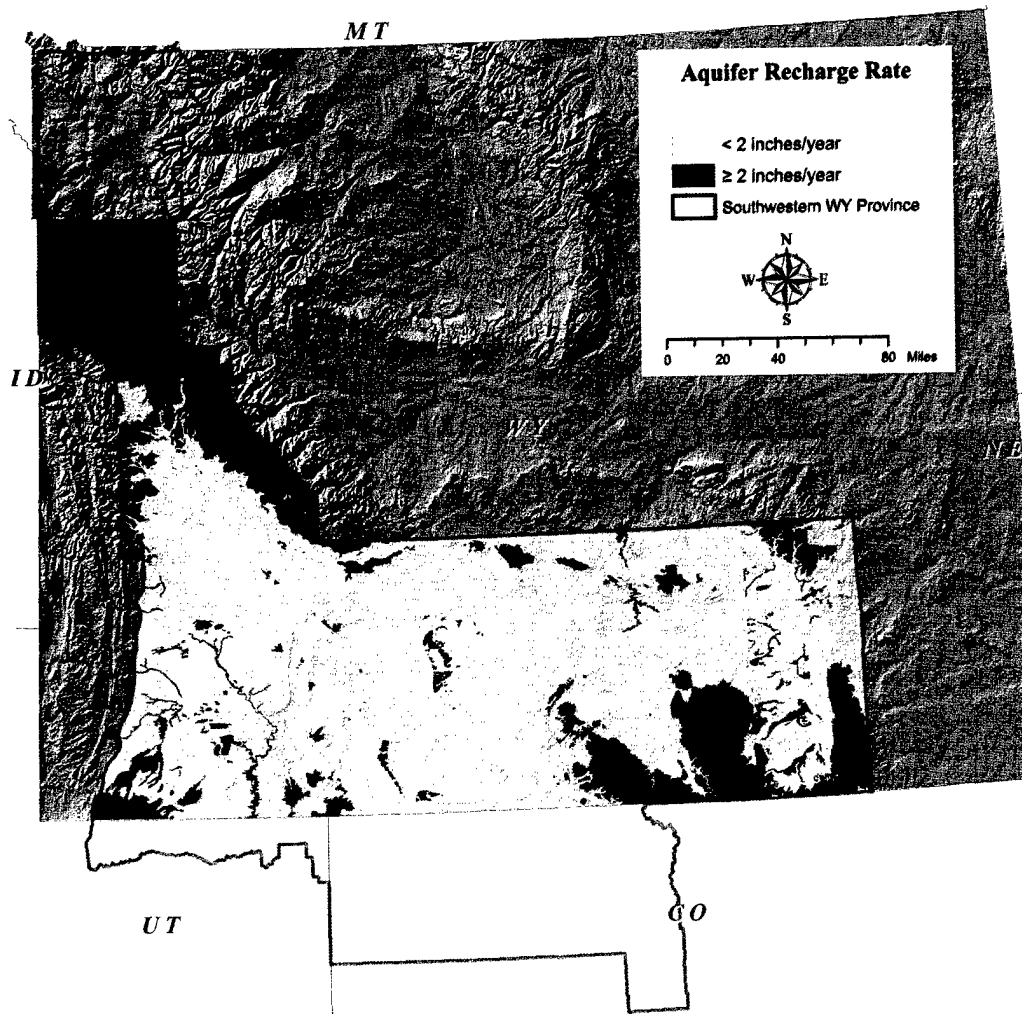 MT
Aquifer Recharge Rate
< 2 inches/year
≥ 2 inches/year
Southwestern WY Province
N
W E
S
0 20 40 80 Miles
ID
WY
NE
UT
CO